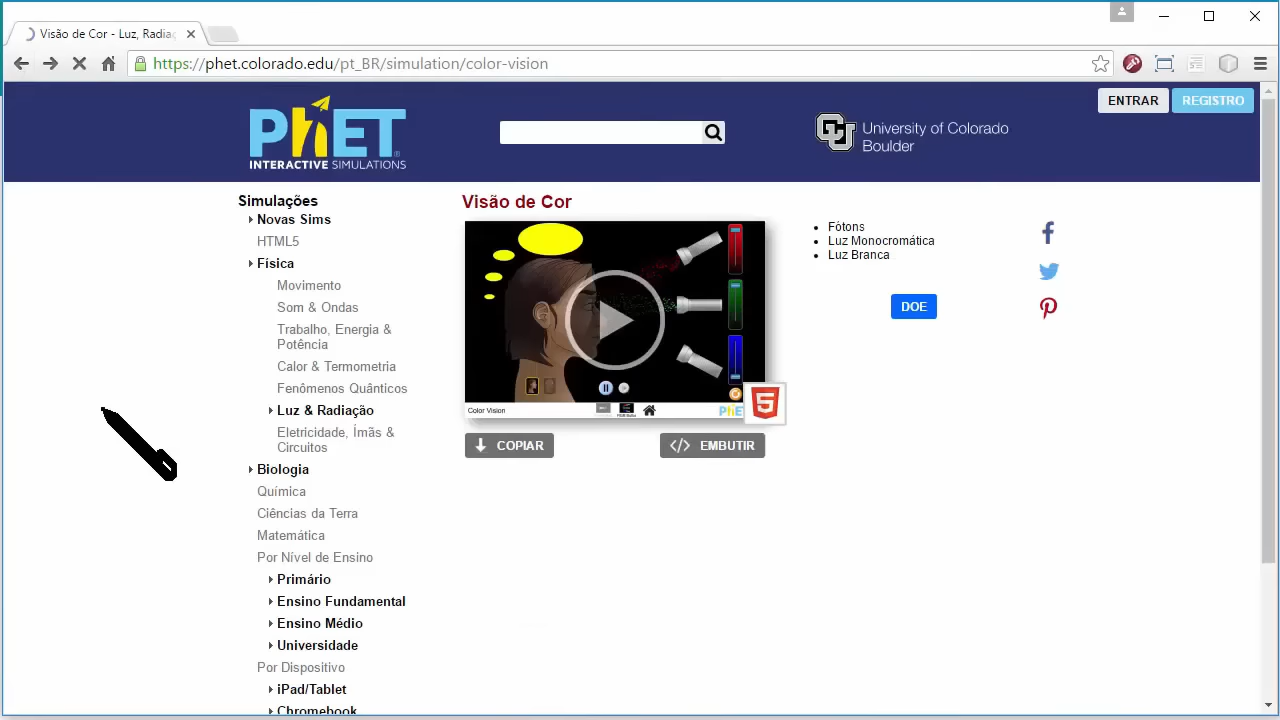 Visão de Cor - Luz, Radia
https://phet.colorado.edu/pt_BR/simulation/color-vision
ENTRAR
REGISTRO
PhET
INTERACTIVE SIMULATIONS
University of Colorado
Boulder
Simulações
Novas Sims
HTML5
Física
Movimento
Som & Ondas
Trabalho, Energia &
Potência
Calor & Termometria
Fenômenos Quânticos
Luz & Radiação
Eletricidade, Ímãs &
Circuitos
Biologia
Química
Ciências da Terra
Matemática
Por Nível de Ensino
Primário
Ensino Fundamental
Ensino Médio
Universidade
Por Dispositivo
iPad/Tablet
Chromebook
Visão de Cor
Color Vision
PhET
5
COPIAR
EMBUTIR
Fótons
Luz Monocromática
Luz Branca
DOE